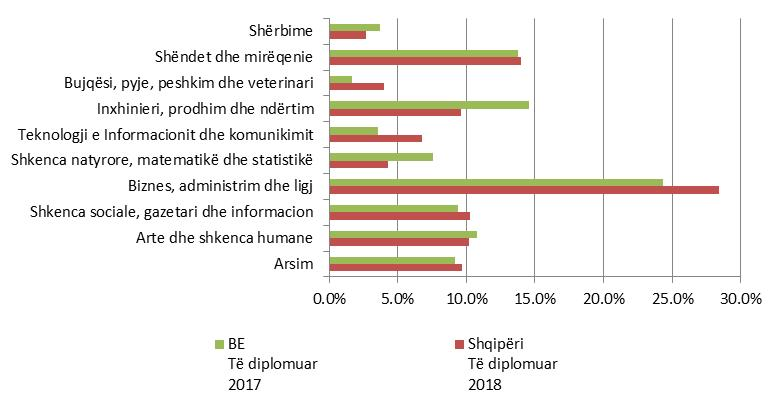 Shërbime
Shëndet dhe mirëqenie
Bujqësi, pyje, peshkim dhe veterinari
Inxhinieri, prodhim dhe ndërtim
Teknologji e Informacionit dhe komunikimit
Shkenca natyrore, matematikë dhe statistikë
Biznes, administrim dhe ligj
Shkenca sociale, gazetari dhe informacion
Arte dhe shkenca humane
Arsim
0.0% 5.0% 10.0% 15.0% 20.0% 25.0% 30.0%
BE
Të diplomuar
2017
Shqipëri
Të diplomuar
2018